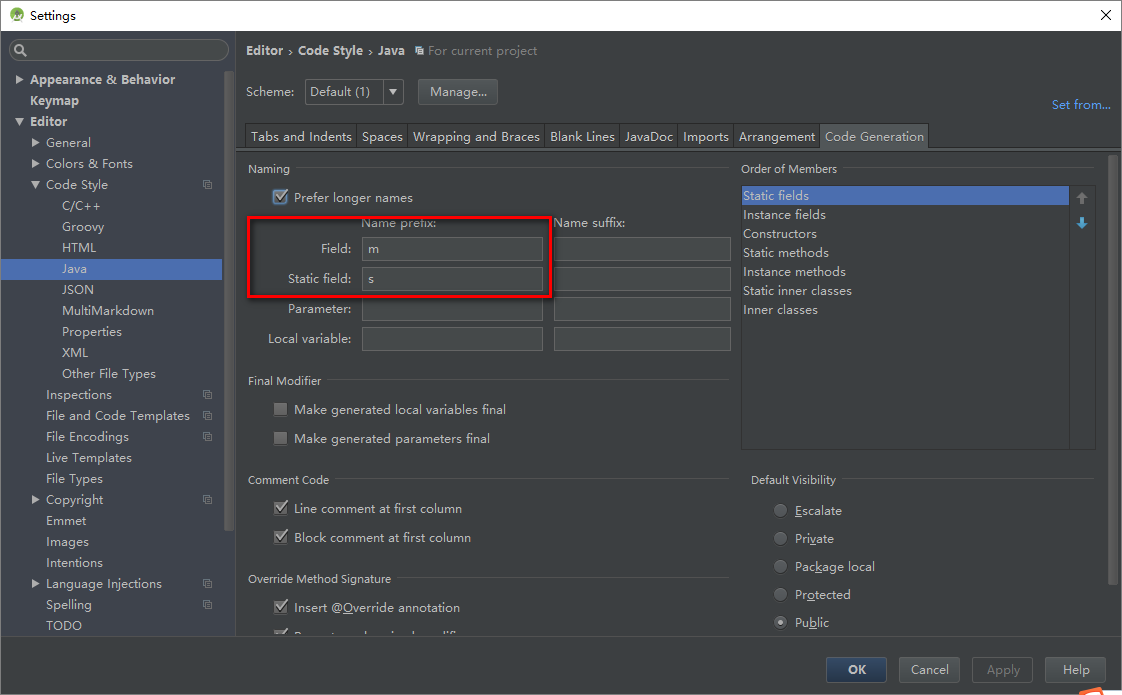 Settings
Appearance & Behavior
Keymap
Editor
General
Colors & Fonts
Code Style
C/C++
Groovy
HTML
Java
JSON
MultiMarkdown
Properties
XML
Other File Types
Inspections
File and Code Templates
File Encodings
Live Templates
File Types
Copyright
Emmet
Images
Intentions
Language Injections
Spelling
TODO
Editor › Code Style › Java For current project
Scheme: Default (1) Manage...
Set from...
Tabs and Indents Spaces Wrapping and Braces Blank Lines JavaDoc Imports Arrangement Code Generation
Naming
Prefer longer names
Name prefix: Name suffix:
Field: m
Static field: s
Parameter:
Local variable:
Final Modifier
Make generated local variables final
Make generated parameters final
Comment Code
Line comment at first column
Block comment at first column
Override Method Signature
Insert @Override annotation
Order of Members
Static fields
Instance fields
Constructors
Static methods
Instance methods
Static inner classes
Inner classes
Default Visibility
Escalate
Private
Package local
Protected
Public
OK Cancel Apply Help